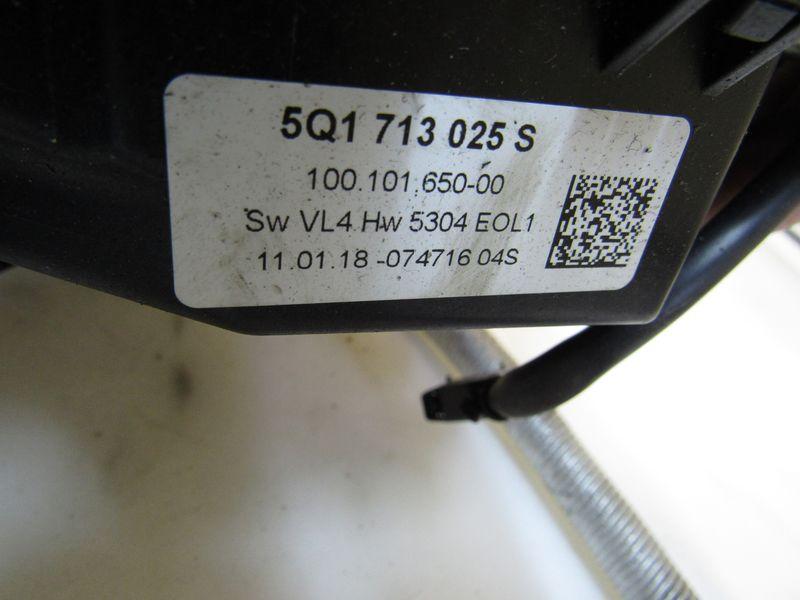 5Q1 713 025 S
100.101.650-00
Sw VL4 Hw 5304 EOL1
11.01.18 -074716 04S